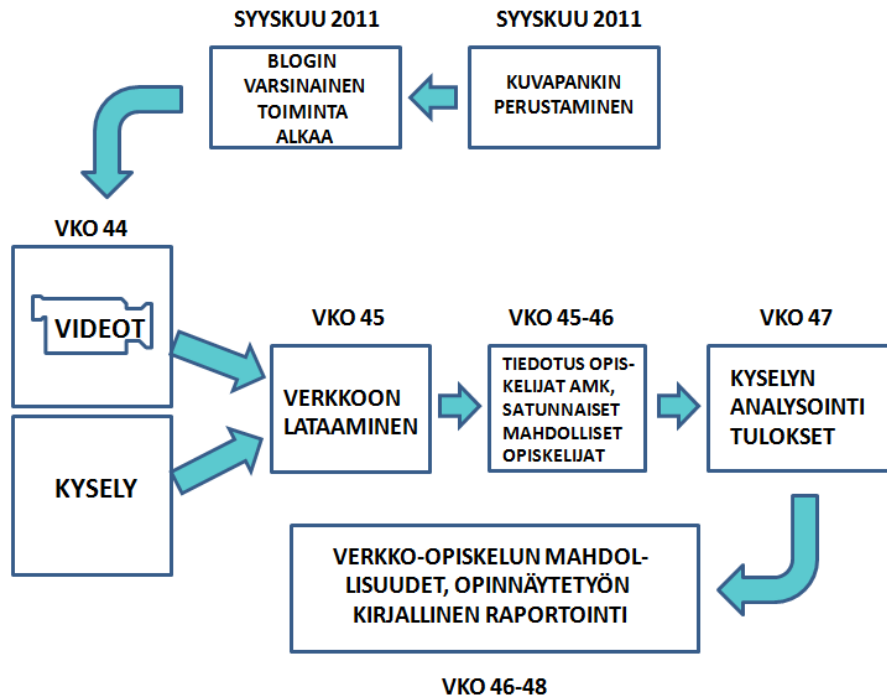 SYYSKUU 2011
SYYSKUU 2011
BLOGIN
VARSINAINEN
TOIMINTA
ALKAA
KUVAPANKIN
PERUSTAMINEN
VKO 44
VIDEOT
KYSELY
VKO 45
VERKKOON
LATAAMINEN
VKO 45-46
TIEDOTUS OPIS-
KELIJAT AMK,
SATUNNAISET
MAHDOLLISET
OPISKELIJAT
VKO 47
KYSELYN
ANALYSOINTI
TULOKSET
VERKKO-OPISKELUN MAHDOL-
LISUUDET, OPINNÄYTETYÖN
KIRJALLINEN RAPORTOINTI
VKO 46-48